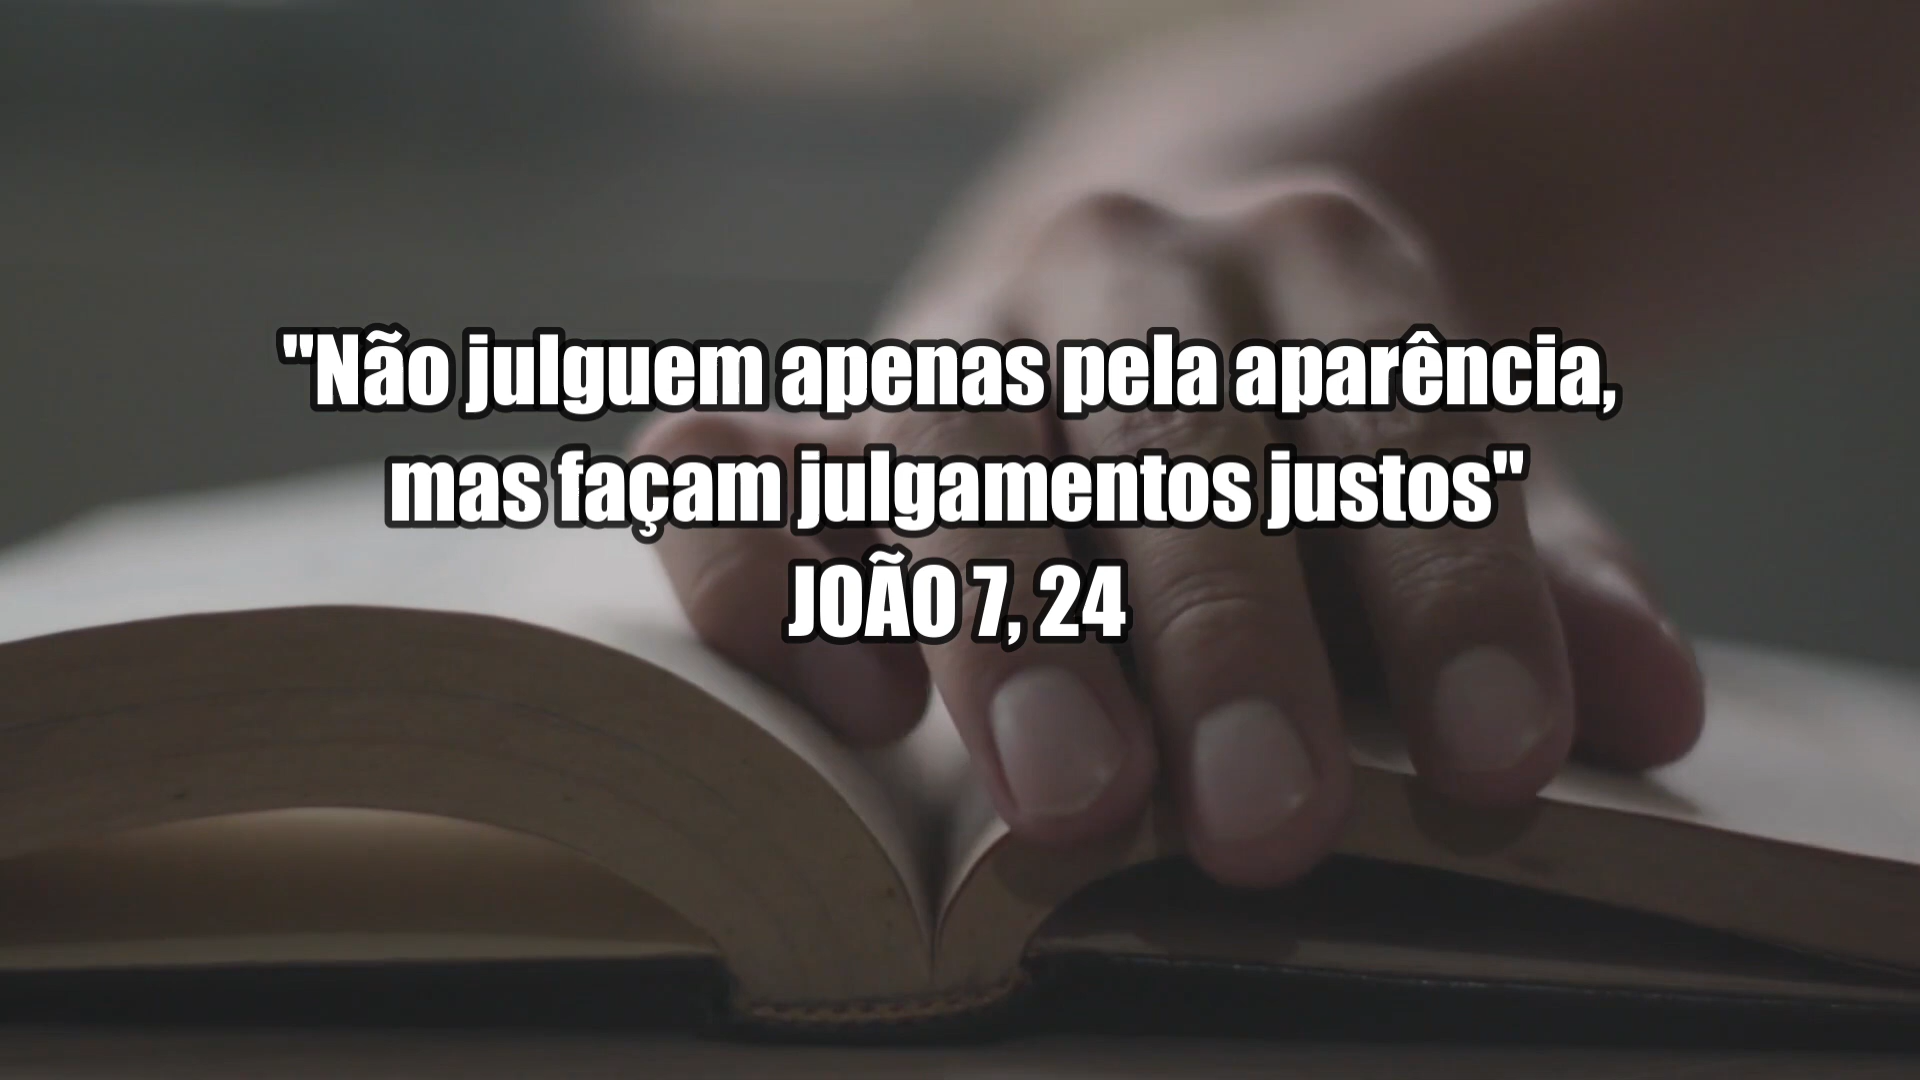 "Não julguem apenas pela aparência,
mas façam julgamentos justos"
JOÃO 7, 24